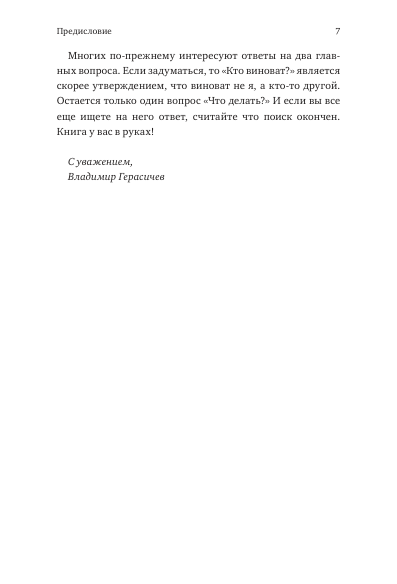 Предисловие 7
Многих по-прежнему интересуют ответы на два глав-
ных вопроса. Если задуматься, то «Кто виноват?» является
скорее утверждением, что виноват не я, а кто-то другой.
Остается только один вопрос «Что делать?» И если вы все
еще ищете на него ответ, считайте что поиск окончен.
Книга у вас в руках!
С уважением,
Владимир Герасичев